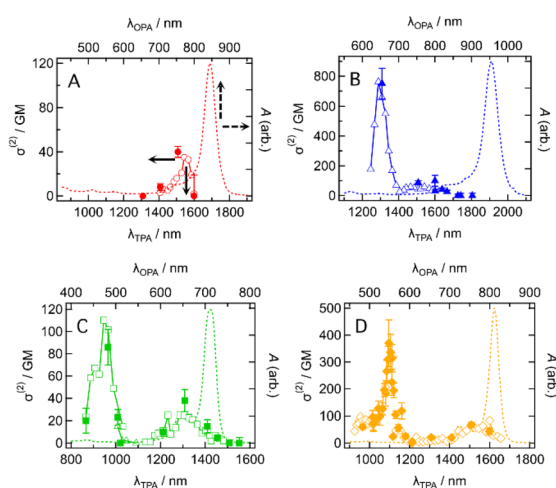 λOPA / nm
500 600 700 800 900
120
80
40
0
A
σ(2) / GM
A (arb.)
1000 1200 1400 1600 1800
λTPA / nm
λOPA / nm
600 700 800 900 1000
800
600
400
200
0
B
σ(2) / GM
A (arb.)
1200 1400 1600 1800 2000
λTPA / nm
λOPA / nm
400 500 600 700 800
120
100
80
60
40
20
0
C
σ(2) / GM
A (arb.)
800 1000 1200 1400 1600
λTPA / nm
λOPA / nm
500 600 700 800 900
500
400
300
200
100
0
D
σ(2) / GM
A (arb.)
1000 1200 1400 1600 1800
λTPA / nm